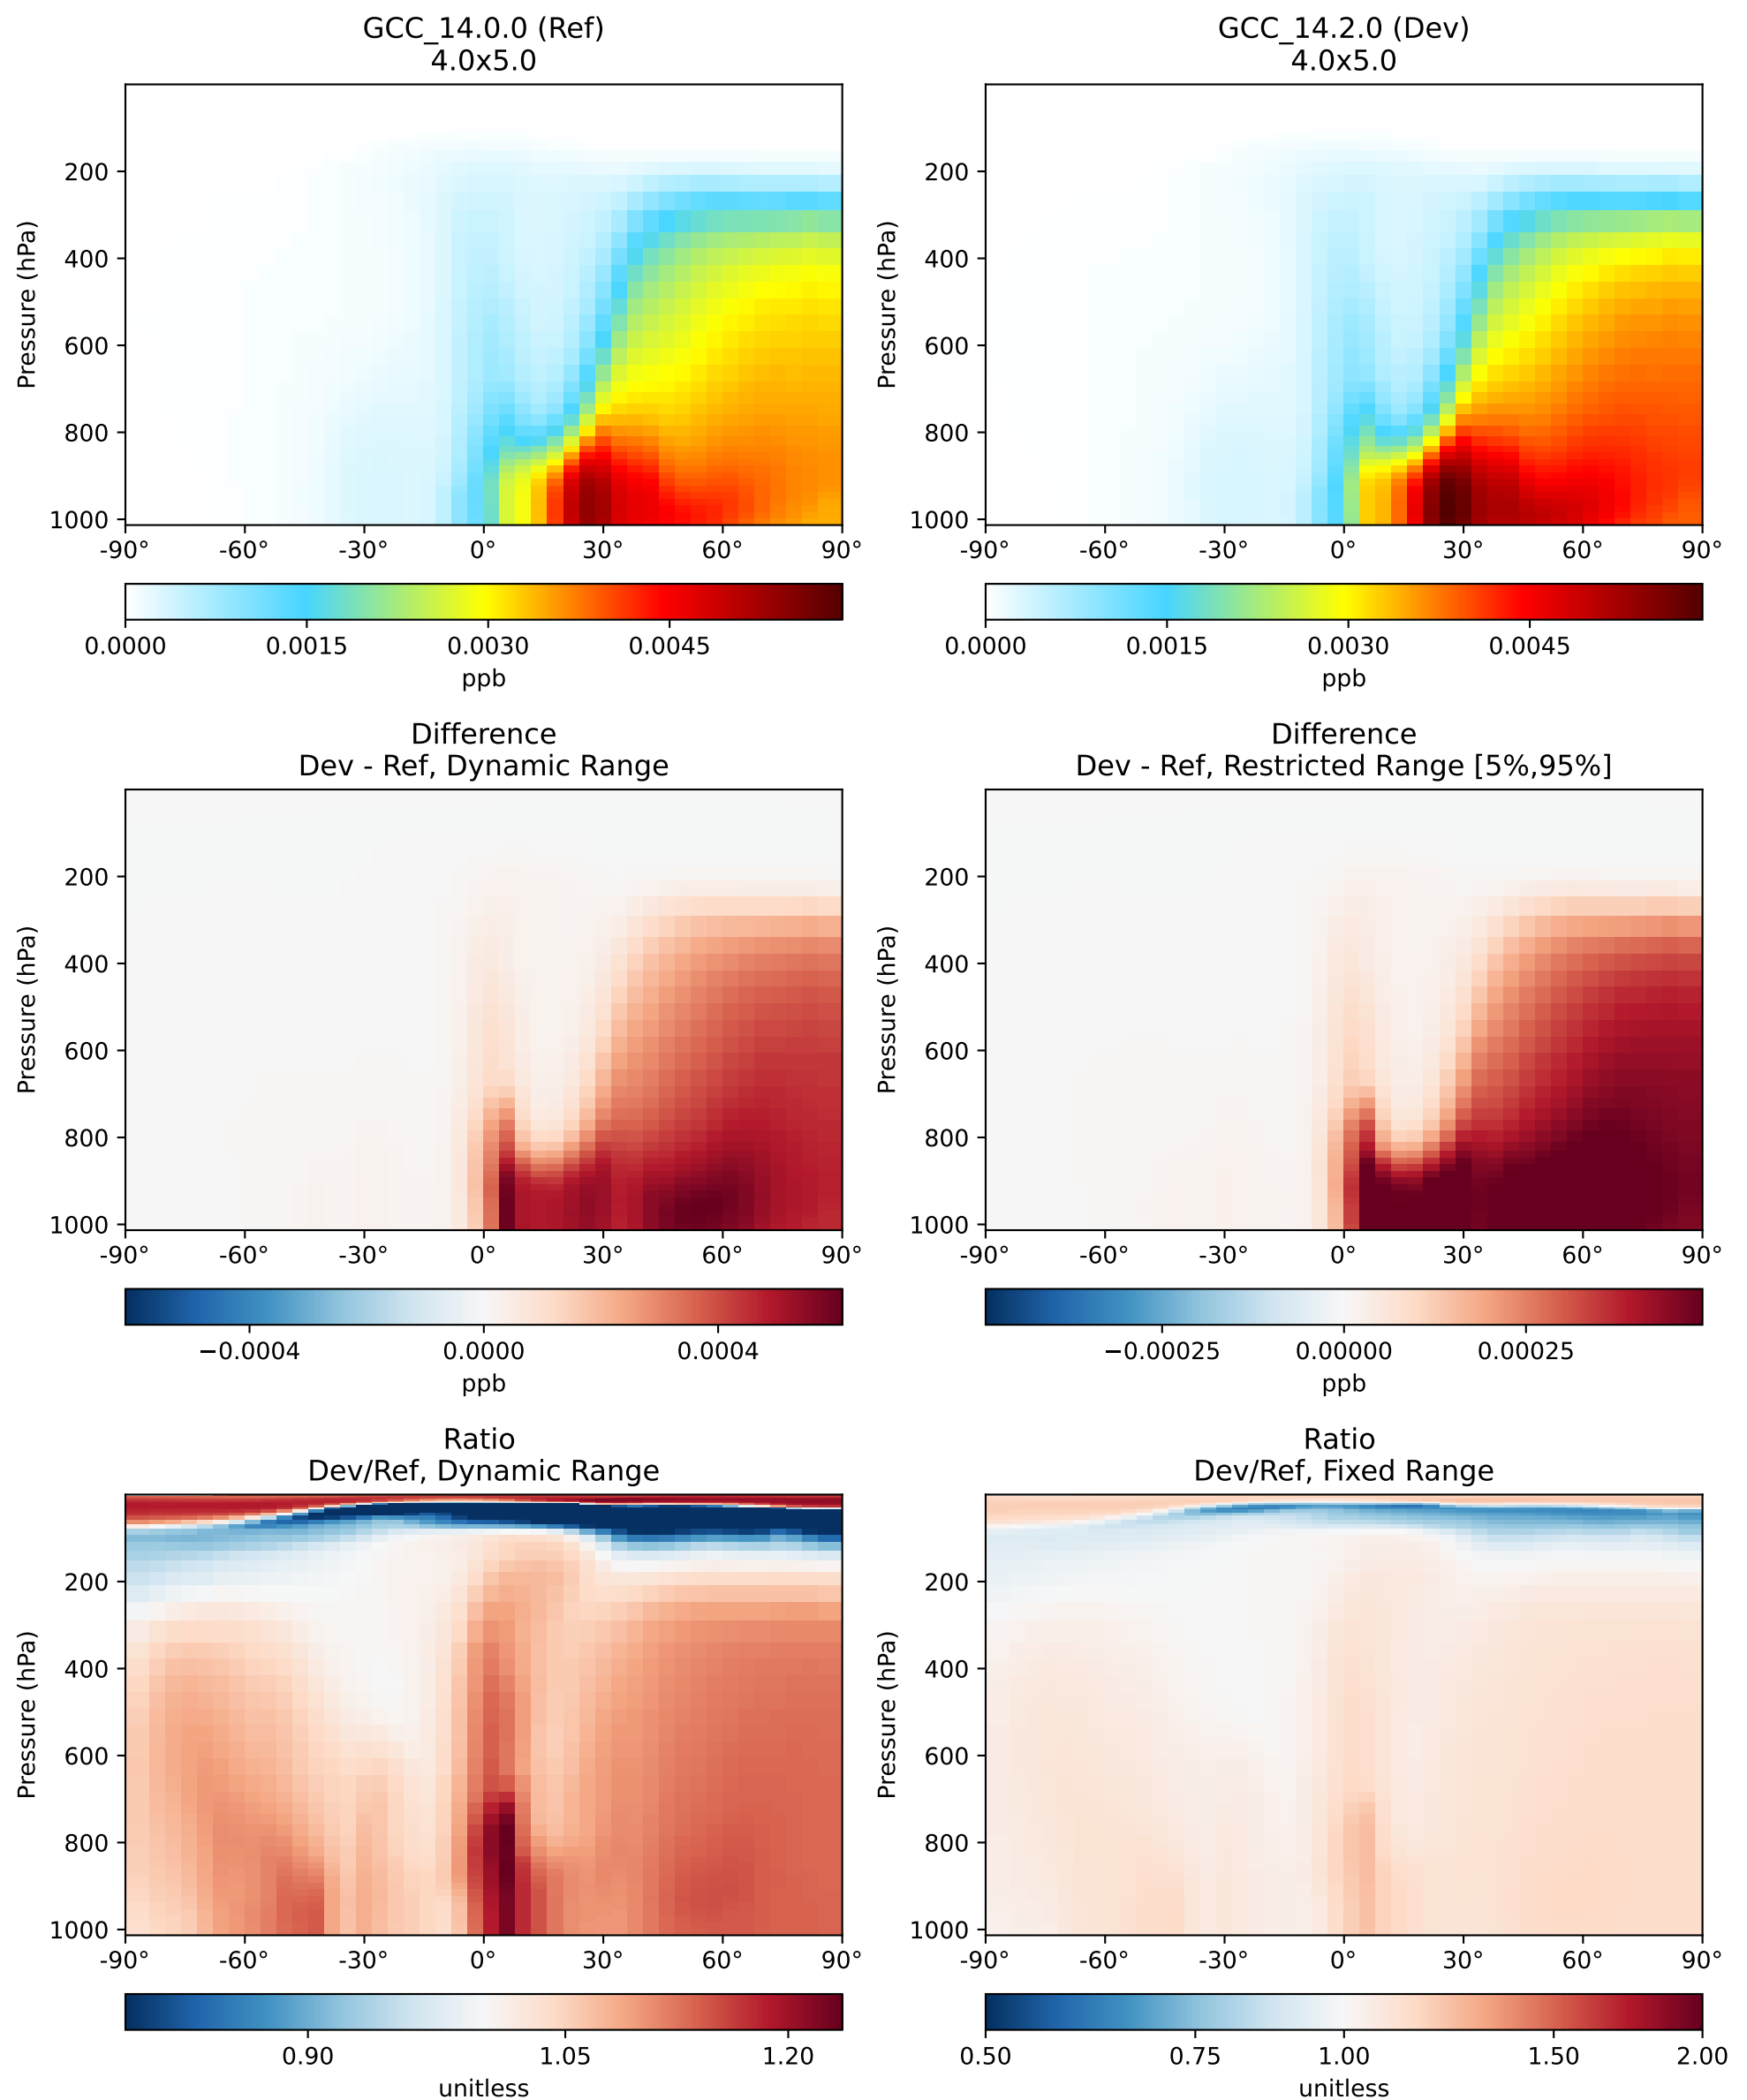 GCC_14.0.0 (Ref)
4.0x5.0
Pressure (hPa)
200
400
600
800
1000
-90° -60° -30° 0° 30° 60° 90°
0.0000 0.0015 0.0030 0.0045
ppb
GCC_14.2.0 (Dev)
4.0x5.0
Pressure (hPa)
200
400
600
800
1000
-90° -60° -30° 0° 30° 60° 90°
0.0000 0.0015 0.0030 0.0045
ppb
Difference
Dev - Ref, Dynamic Range
Pressure (hPa)
200
400
600
800
1000
-90° -60° -30° 0° 30° 60° 90°
−0.0004 0.0000 0.0004
ppb
Difference
Dev - Ref, Restricted Range [5%,95%]
Pressure (hPa)
200
400
600
800
1000
-90° -60° -30° 0° 30° 60° 90°
−0.00025 0.00000 0.00025
ppb
Ratio
Dev/Ref, Dynamic Range
Pressure (hPa)
200
400
600
800
1000
-90° -60° -30° 0° 30° 60° 90°
0.90 1.05 1.20
unitless
Ratio
Dev/Ref, Fixed Range
Pressure (hPa)
200
400
600
800
1000
-90° -60° -30° 0° 30° 60° 90°
0.50 0.75 1.00 1.50 2.00
unitless